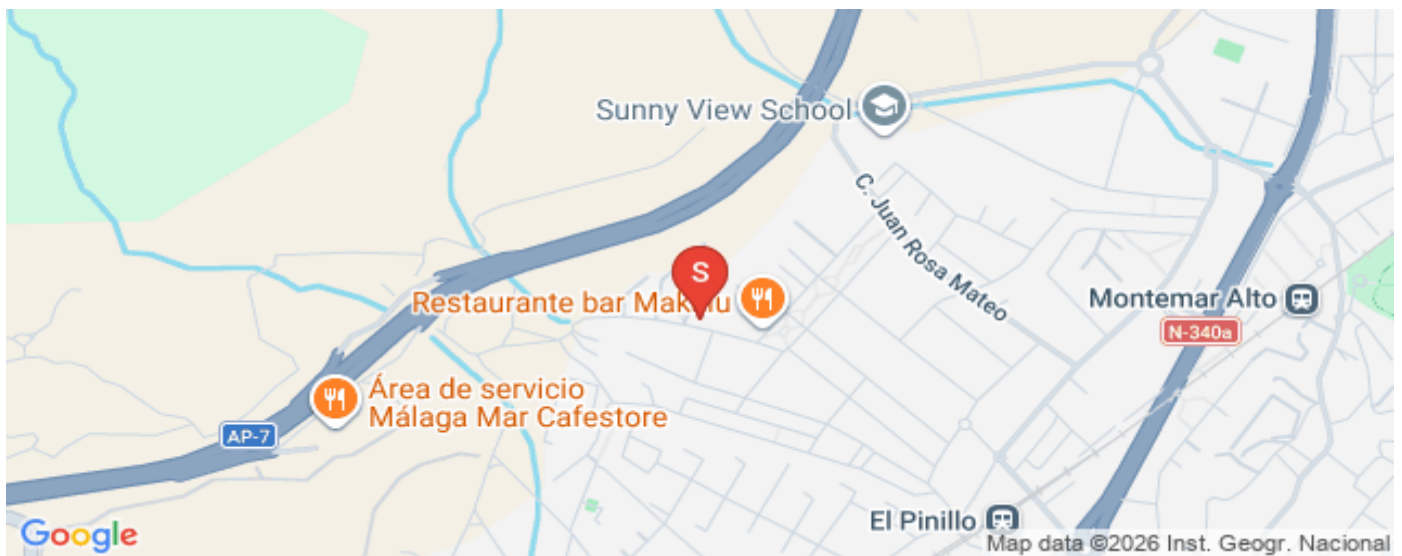 Sunny View School
C. Juan Rosa Mateo
S
Restaurante bar
Montemar Alto
N-340a
Área de servicio
Málaga Mar Cafestore
AP-7
El Pinillo
Google
Map data ©2026 Inst. Geogr. Nacional